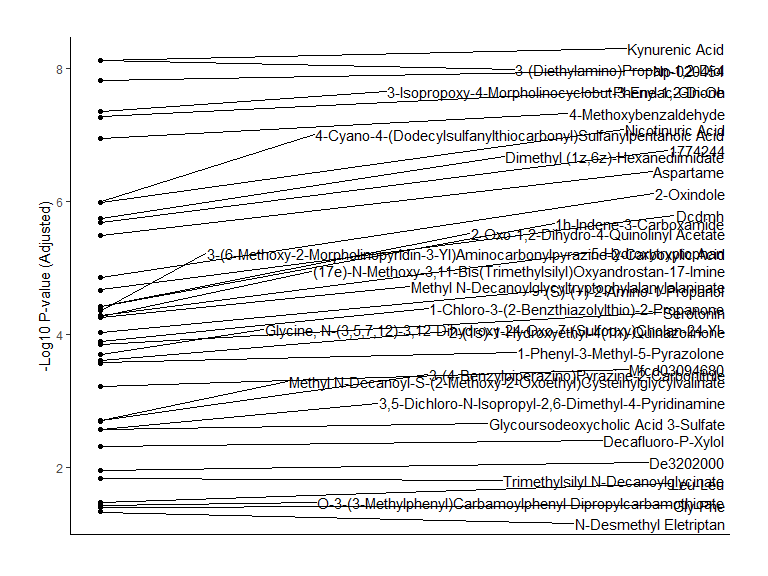 Kynurenic Acid
3-(Diethylamino)Propan-1,2-Diol
Np-020454
3-Isopropoxy-4-Morpholinocyclobut-3-Ene-1,2-Dione
4-Methoxybenzaldehyde
Nicotinuric Acid
4-Cyano-4-(Dodecylsulfanylthiocarbonyl)Sulfanylpentanoic Acid
1774244
Dimethyl (1z,6z)-Hexanediimidate
Aspartame
2-Oxindole
Dcdmh
1h-Indene-3-Carboxamide
2-Oxo-1,2-Dihydro-4-Quinolinyl Acetate
3-(6-Methoxy-2-Morpholinopyridin-3-Yl)Aminocarbonylpyrazine-2-Carboxylic Acid
5-Hydroxytryptophan
(17e)-N-Methoxy-3,11-Bis(Trimethylsilyl)Oxyandrostan-17-Imine
Methyl N-Decanoylglycyltryptophylalanylalaninate
(S)-(+)-2-Amino-1-Propanol
1-Chloro-3-(2-Benzthiazolylthio)-2-Propanone
Serotonin
Glycine, N-(3,5,7,12)-3,12-Dihydroxy-24-Oxo-7-(Sulfooxy)Cholan-24-Yl-
2-(1s)-1-Hydroxyethyl-4(1h)-Quinazolinone
1-Phenyl-3-Methyl-5-Pyrazolone
Mfcd03094680
3-(4-Benzylpiperazino)Pyrazine-2-Carbonitrile
Methyl N-Decanoyl-S-(2-Methoxy-2-Oxoethyl)Cysteinylglycylvalinate
3,5-Dichloro-N-Isopropyl-2,6-Dimethyl-4-Pyridinamine
Glycoursodeoxycholic Acid 3-Sulfate
Decafluoro-P-Xylol
De3202000
Trimethylsilyl N-Decanoylglycinate
Leu-Leu
O-3-(3-Methylphenyl)Carbamoylphenyl Dipropylcarbamothioate
Gly-Phe
N-Desmethyl Eletriptan
8
6
4
2
-Log10 P-value (Adjusted)